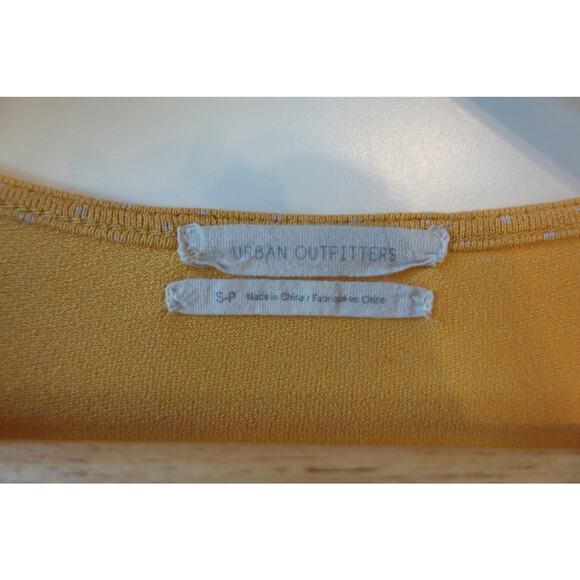 URBAN OUTFITTERS
S-P Made in China / Fabriqué en Chine